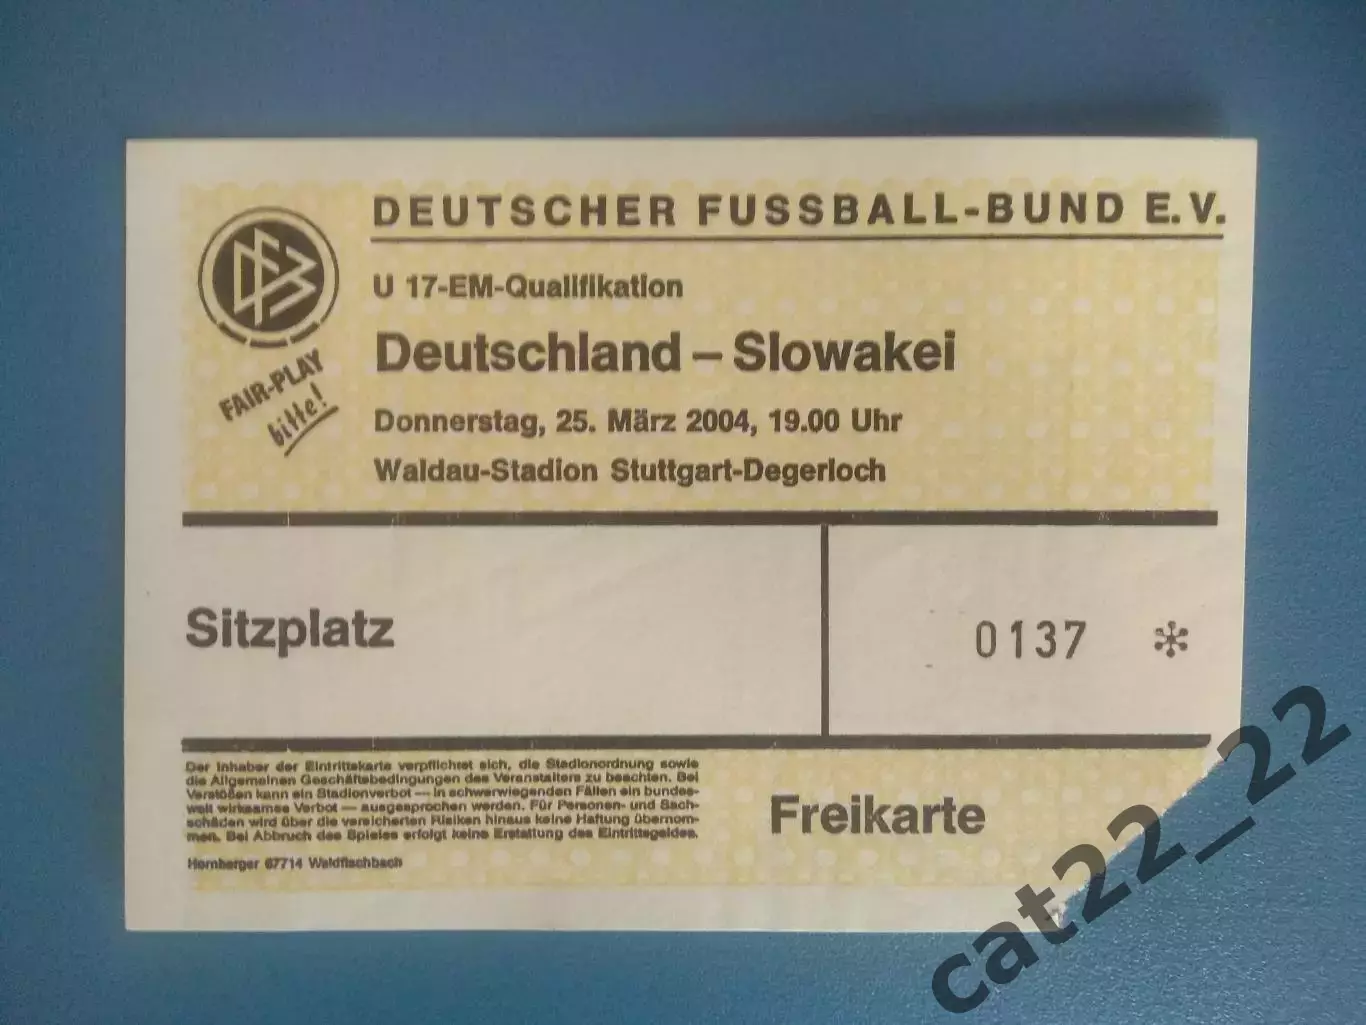 DEUTSCHER FUSSBALL-BUND E.V.
DFB
FAIR-PLAY
bitte!
U 17-EM-Qualifikation
Deutschland – Slowakei
Donnerstag, 25. März 2004, 19.00 Uhr
Waldau-Stadion Stuttgart-Degerloch
Sitzplatz
0137 *
Der Inhaber der Eintrittskarte verpflichtet sich, die Stadionordnung sowie
die Allgemeinen Geschäftsbedingungen des Veranstalters zu beachten. Bei
Verstößen kann ein Stadionverbot – in schwerwiegenden Fällen ein bundes-
weit wirksames Verbot – ausgesprochen werden. Für Personen- und Sach-
schäden wird über die versicherten Risiken hinaus keine Haftung übernom-
men. Bei Abbruch des Spieles erfolgt keine Erstattung des Eintrittsgeldes.
Hornberger 67714 Waldfischbach
Freikarte
cat22_22